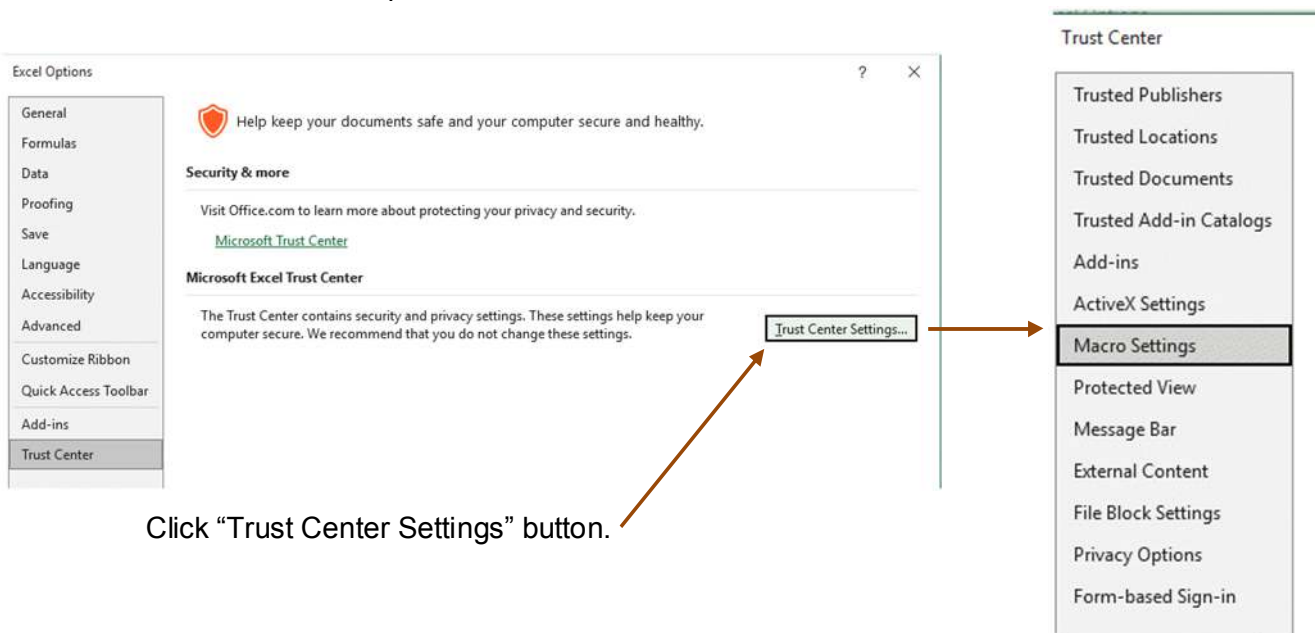 Excel Options
?
×
General
Formulas
Data
Proofing
Save
Language
Accessibility
Advanced
Customize Ribbon
Quick Access Toolbar
Add-ins
Trust Center
Help keep your documents safe and your computer secure and healthy.
Security & more
Visit Office.com to learn more about protecting your privacy and security.
Microsoft Trust Center
Microsoft Excel Trust Center
The Trust Center contains security and privacy settings. These settings help keep your
computer secure. We recommend that you do not change these settings.
Trust Center Settings...
Click “Trust Center Settings” button.
Trust Center
Trusted Publishers
Trusted Locations
Trusted Documents
Trusted Add-in Catalogs
Add-ins
ActiveX Settings
Macro Settings
Protected View
Message Bar
External Content
File Block Settings
Privacy Options
Form-based Sign-in